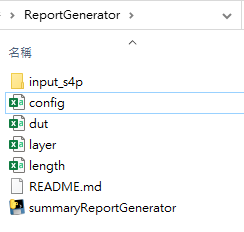 ReportGenerator
名稱
input_s4p
config
dut
layer
length
README.md
summaryReportGenerator